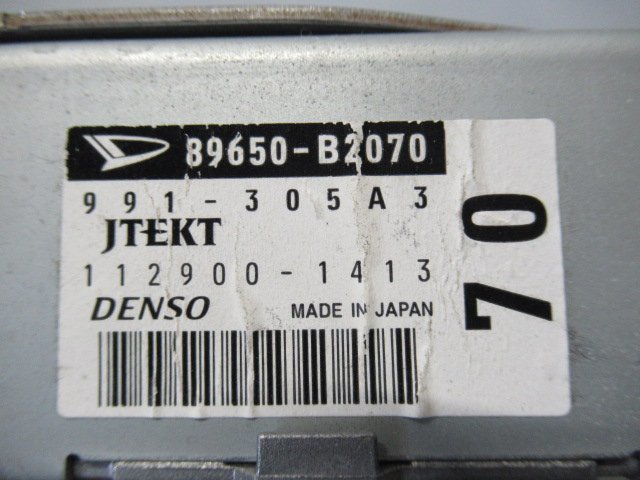 89650-B2070
991-305A3
JTEKT
112900-1413
DENSO MADE IN JAPAN
70